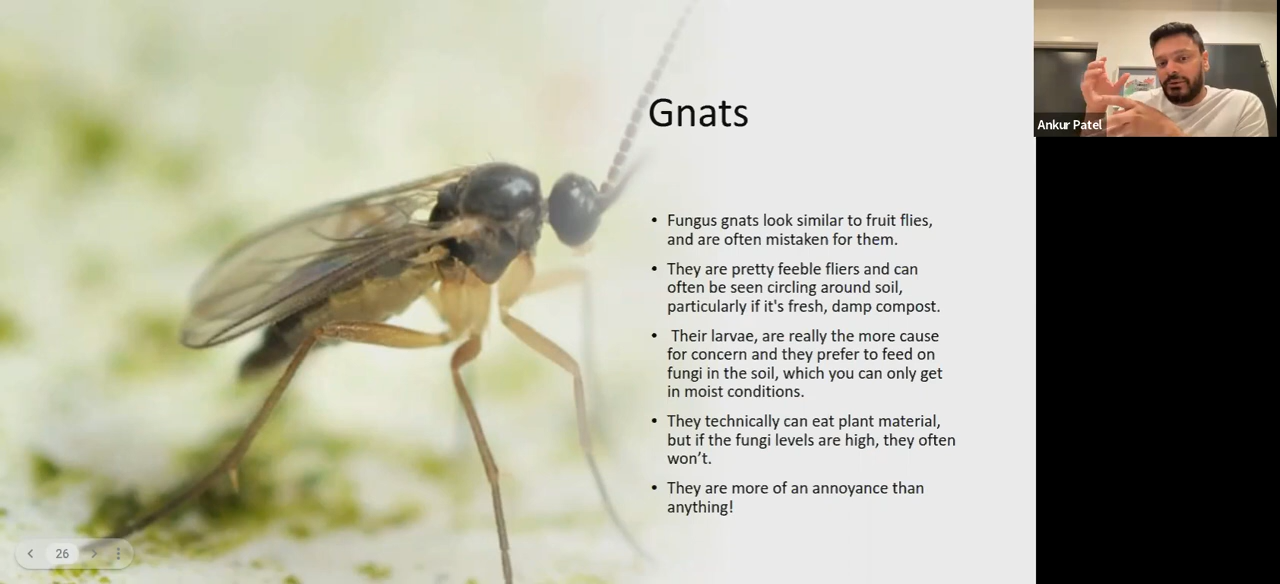 Gnats
• Fungus gnats look similar to fruit flies,
and are often mistaken for them.
• They are pretty feeble fliers and can
often be seen circling around soil,
particularly if it's fresh, damp compost.
• Their larvae, are really the more cause
for concern and they prefer to feed on
fungi in the soil, which you can only get
in moist conditions.
• They technically can eat plant material,
but if the fungi levels are high, they often
won’t.
• They are more of an annoyance than
anything!
Ankur Patel
26